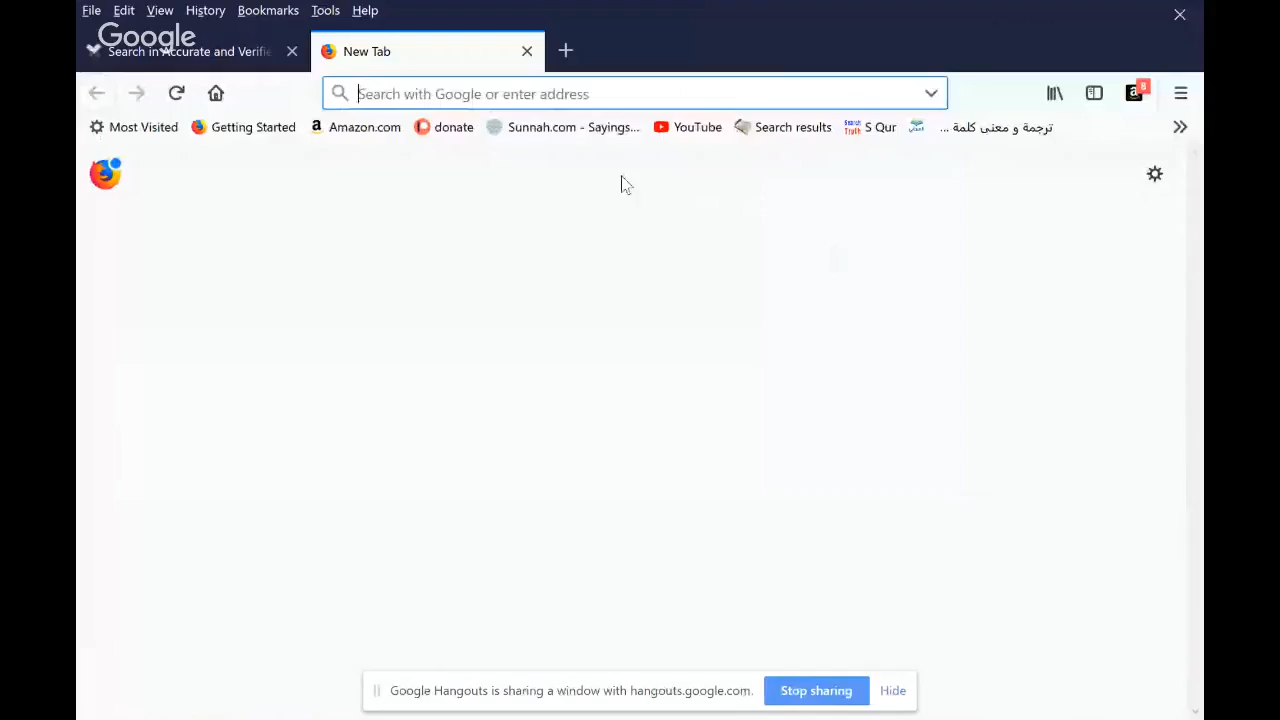 File Edit View History Bookmarks Tools Help
Google
Search in Accurate and Verifie
New Tab
Search with Google or enter address
8
Most Visited Getting Started Amazon.com donate Sunnah.com - Sayings... YouTube Search results S Qur ترجمة و معنى كلمة ...
Google Hangouts is sharing a window with hangouts.google.com. Stop sharing Hide